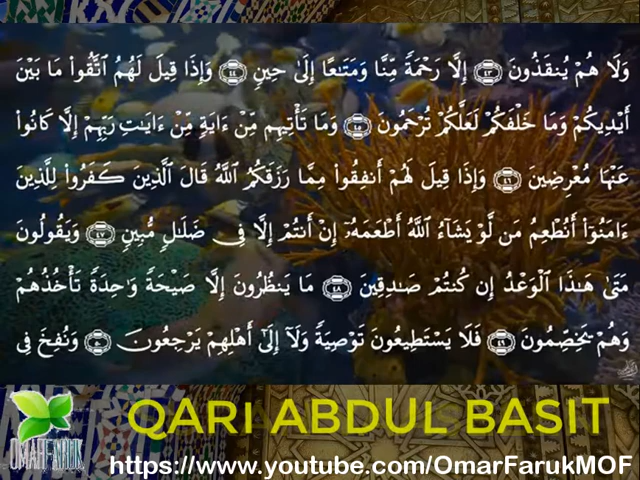 وَلَا هُمْ يُنقَذُونَ ٤٣ إِلَّا رَحْمَةً مِّنَّا وَمَتَٰعًا إِلَىٰ حِينٍ ٤٤ وَإِذَا قِيلَ لَهُمُ ٱتَّقُوا۟ مَا بَيْنَ
أَيْدِيكُمْ وَمَا خَلْفَكُمْ لَعَلَّكُمْ تُرْحَمُونَ ٤٥ وَمَا تَأْتِيهِم مِّنْ ءَايَةٍ مِّنْ ءَايَٰتِ رَبِّهِمْ إِلَّا كَانُوا۟
عَنْهَا مُعْرِضِينَ ٤٦ وَإِذَا قِيلَ لَهُمْ أَنفِقُوا۟ مِمَّا رَزَقَكُمُ ٱللَّهُ قَالَ ٱلَّذِينَ كَفَرُوا۟ لِلَّذِينَ
ءَامَنُوٓا۟ أَنُطْعِمُ مَن لَّوْ يَشَآءُ ٱللَّهُ أَطْعَمَهُۥٓ إِنْ أَنتُمْ إِلَّا فِى ضَلَٰلٍ مُّبِينٍ ٤٧ وَيَقُولُونَ
مَتَىٰ هَٰذَا ٱلْوَعْدُ إِن كُنتُمْ صَٰدِقِينَ ٤٨ مَا يَنظُرُونَ إِلَّا صَيْحَةً وَٰحِدَةً تَأْخُذُهُمْ
وَهُمْ يَخِصِّمُونَ ٤٩ فَلَا يَسْتَطِيعُونَ تَوْصِيَةً وَلَآ إِلَىٰٓ أَهْلِهِمْ يَرْجِعُونَ ٥٠ وَنُفِخَ فِى
QARI ABDUL BASIT
OMAR FARUK
https://www.youtube.com/OmarFarukMOF